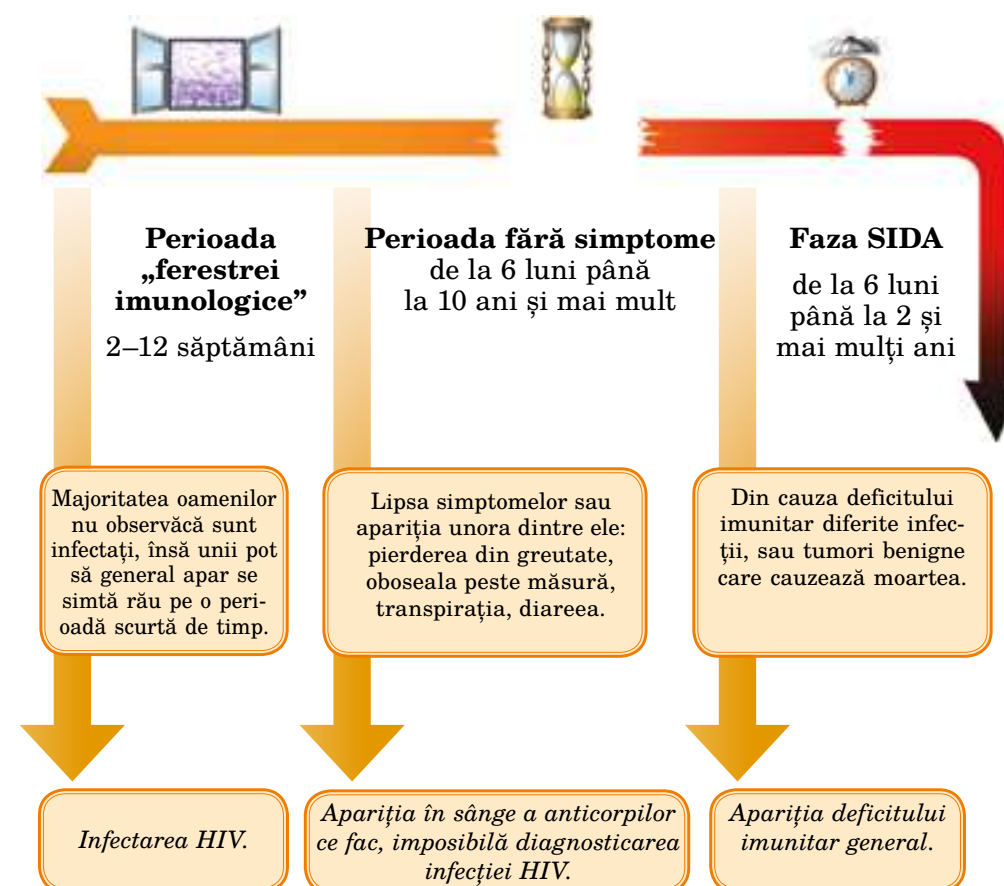 Perioada
„ferestrei
imunologice”
2–12 săptămâni
Perioada fără simptome
de la 6 luni până
la 10 ani și mai mult
Faza SIDA
de la 6 luni
până la 2 și
mai mulți ani
Majoritatea oamenilor
nu observăcă sunt
infectați, însă unii pot
să general apar se
simtă rău pe o peri-
oadă scurtă de timp.
Lipsa simptomelor sau
apariția unora dintre ele:
pierderea din greutate,
oboseala peste măsură,
transpirația, diareea.
Din cauza deficitului
imunitar diferite infec-
ții, sau tumori benigne
care cauzează moartea.
Infectarea HIV.
Apariția în sânge a anticorpilor
ce fac, imposibilă diagnosticarea
infecției HIV.
Apariția deficitului
imunitar general.